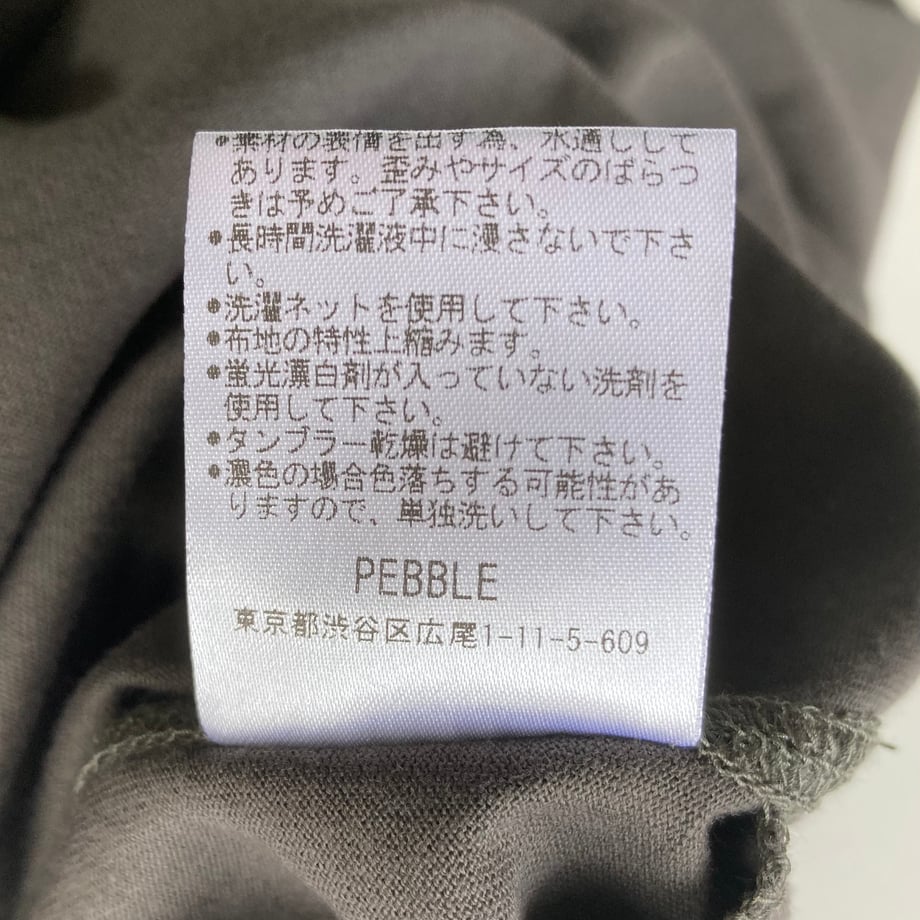 ●素材の表情を出す為、水通しして
あります。歪みやサイズのばらつ
きは予めご了承下さい。
●長時間洗濯液中に浸さないで下さ
い。
●洗濯ネットを使用して下さい。
●布地の特性上縮みます。
●蛍光漂白剤が入っていない洗剤を
使用して下さい。
●タンブラー乾燥は避けて下さい。
●濃色の場合色落ちする可能性があ
りますので、単独洗いして下さい。
PEBBLE
東京都渋谷区広尾1-11-5-609